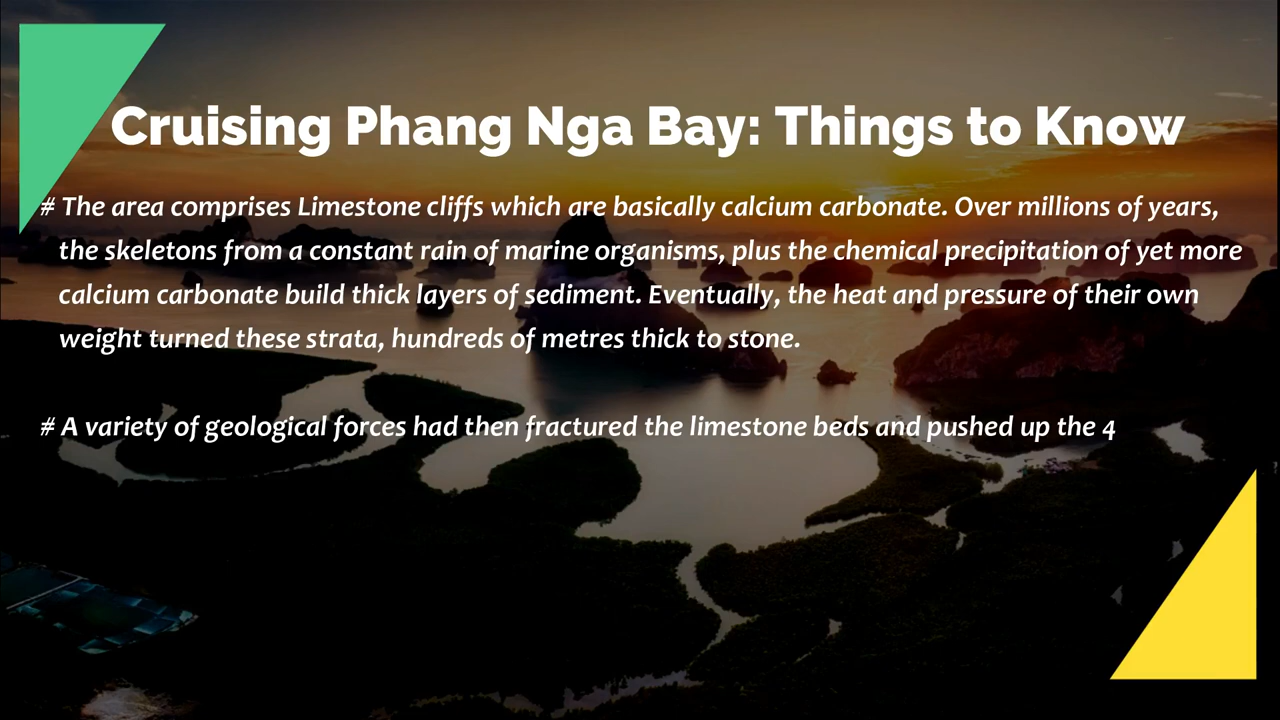 Cruising Phang Nga Bay: Things to Know
# The area comprises Limestone cliffs which are basically calcium carbonate. Over millions of years,
the skeletons from a constant rain of marine organisms, plus the chemical precipitation of yet more
calcium carbonate build thick layers of sediment. Eventually, the heat and pressure of their own
weight turned these strata, hundreds of metres thick to stone.
# A variety of geological forces had then fractured the limestone beds and pushed up the 4